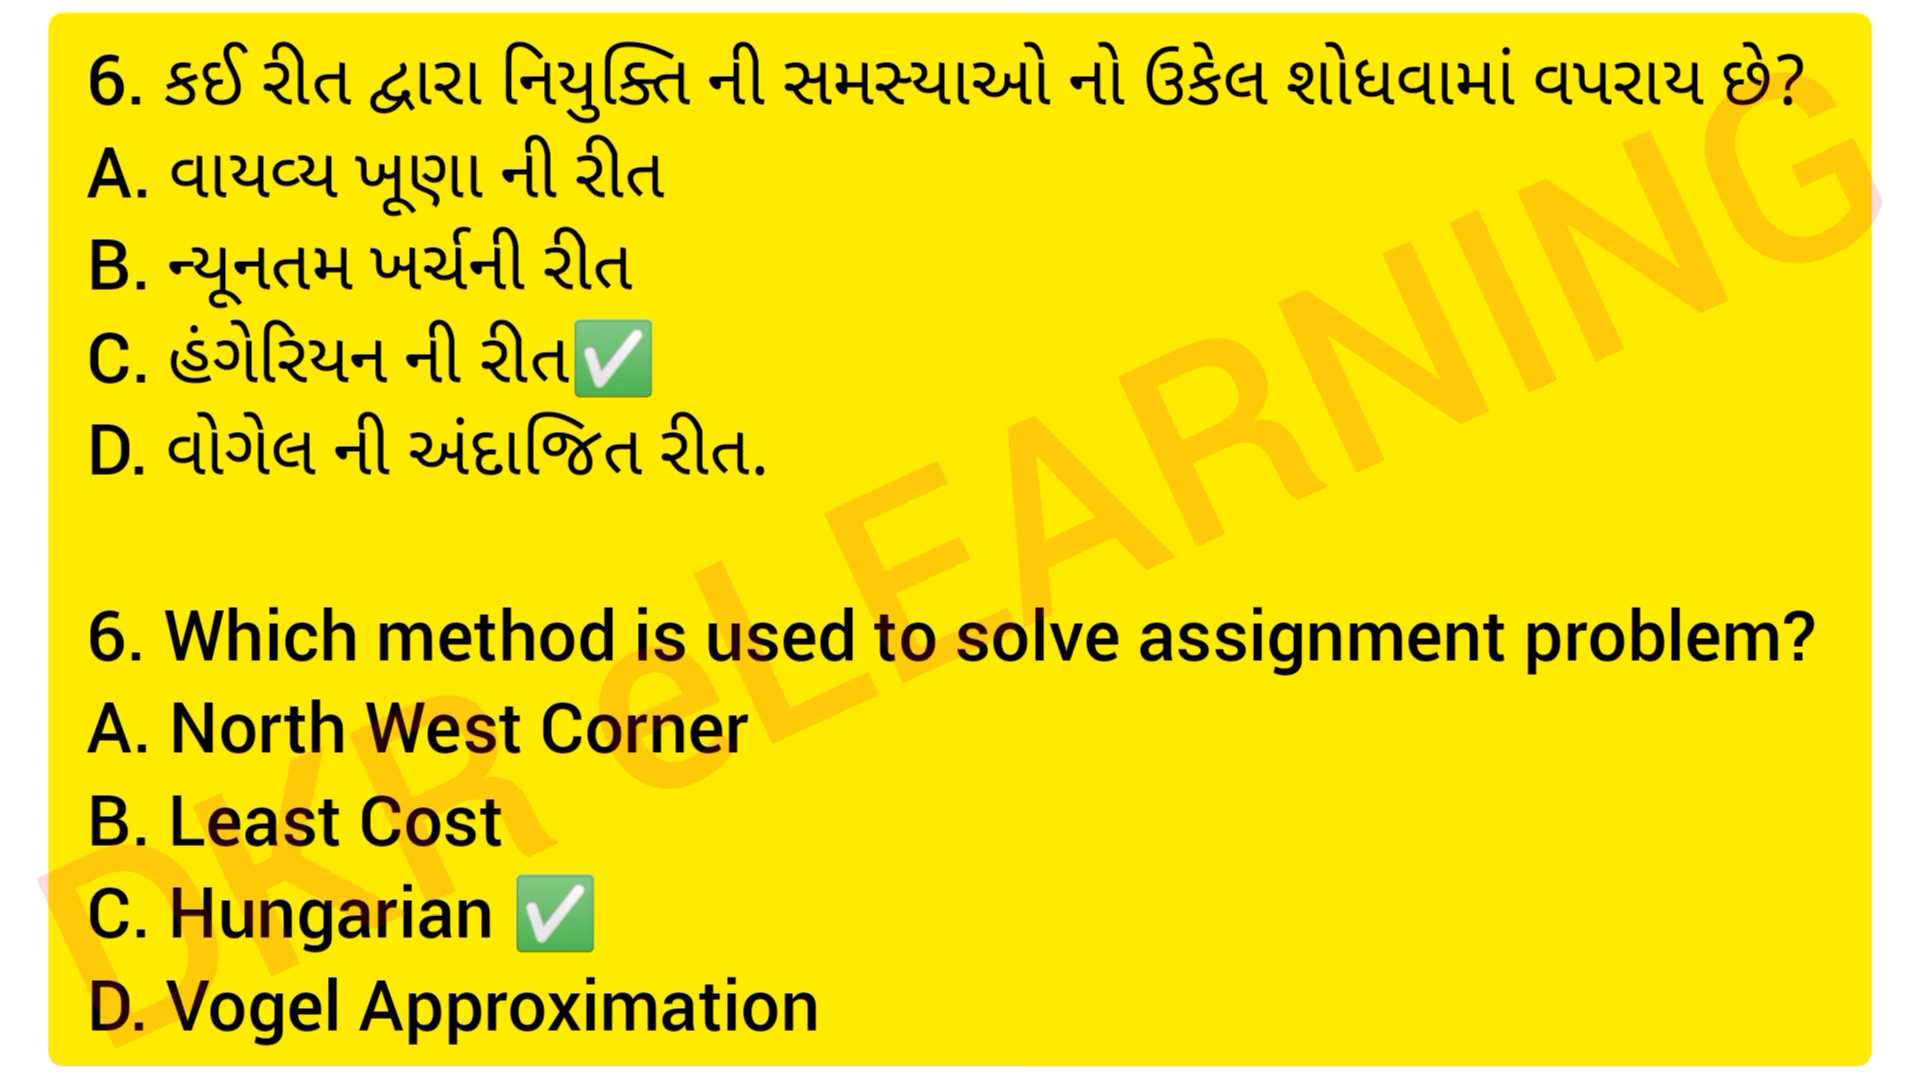 6. કઈ રીત દ્વારા નિયુક્તિ ની સમસ્યાઓ નો ઉકેલ શોધવામાં વપરાય છે?
A. વાયવ્ય ખૂણા ની રીત
B. ન્યૂનતમ ખર્ચની રીત
C. હંગેરિયન ની રીત✅
D. વોગેલ ની અંદાજિત રીત.
6. Which method is used to solve assignment problem?
A. North West Corner
B. Least Cost
C. Hungarian ✅
D. Vogel Approximation
DKR eLEARNING